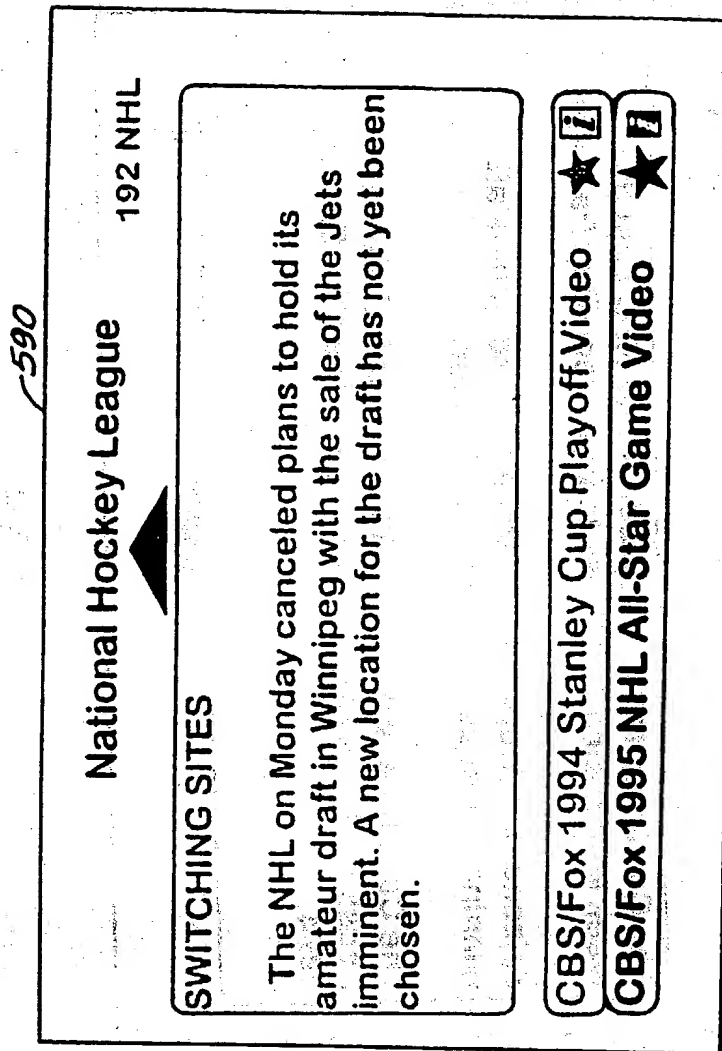 590
National Hockey League
192 NHL
SWITCHING SITES
The NHL on Monday canceled plans to hold its
amateur draft in Winnipeg with the sale of the Jets
imminent. A new location for the draft has not yet been
chosen.
CBS/Fox 1994 Stanley Cup Playoff Video ★ i
CBS/Fox 1995 NHL All-Star Game Video ★ i